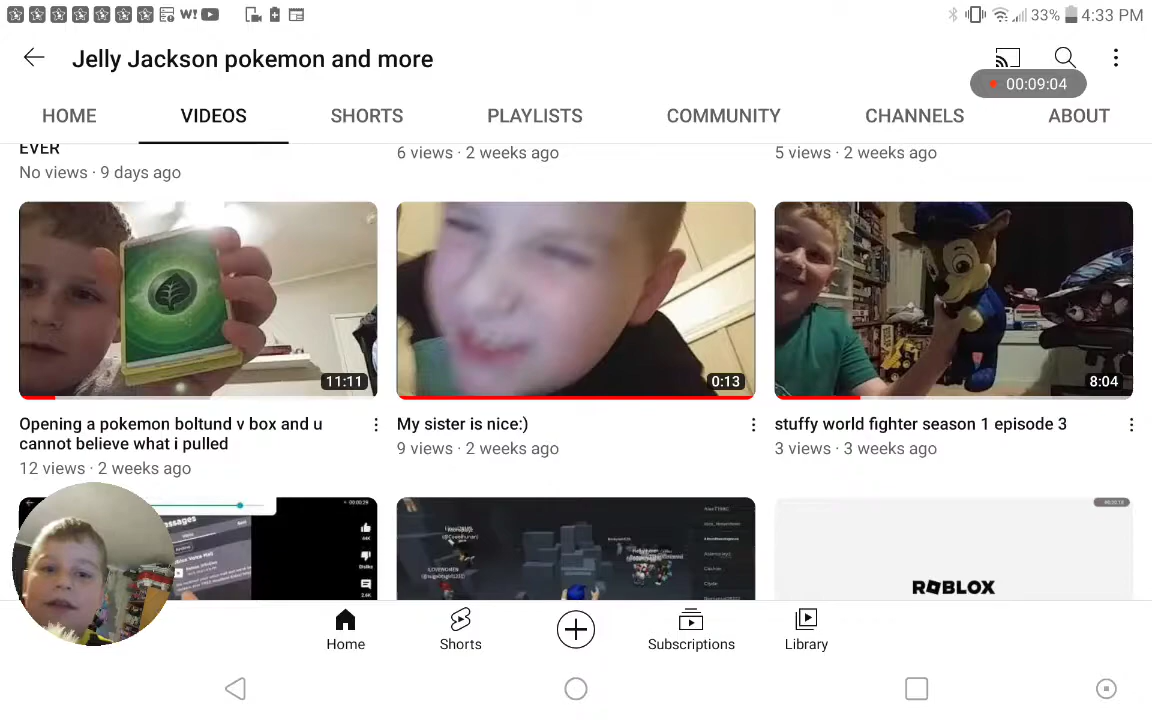 W! 33% 4:33 PM
Jelly Jackson pokemon and more
00:09:04
HOME VIDEOS SHORTS PLAYLISTS COMMUNITY CHANNELS ABOUT
EVER
No views · 9 days ago
6 views · 2 weeks ago
5 views · 2 weeks ago
11:11
0:13
8:04
Opening a pokemon boltund v box and u
cannot believe what i pulled
12 views · 2 weeks ago
My sister is nice:)
9 views · 2 weeks ago
stuffy world fighter season 1 episode 3
3 views · 3 weeks ago
ROBLOX
Home Shorts Subscriptions Library